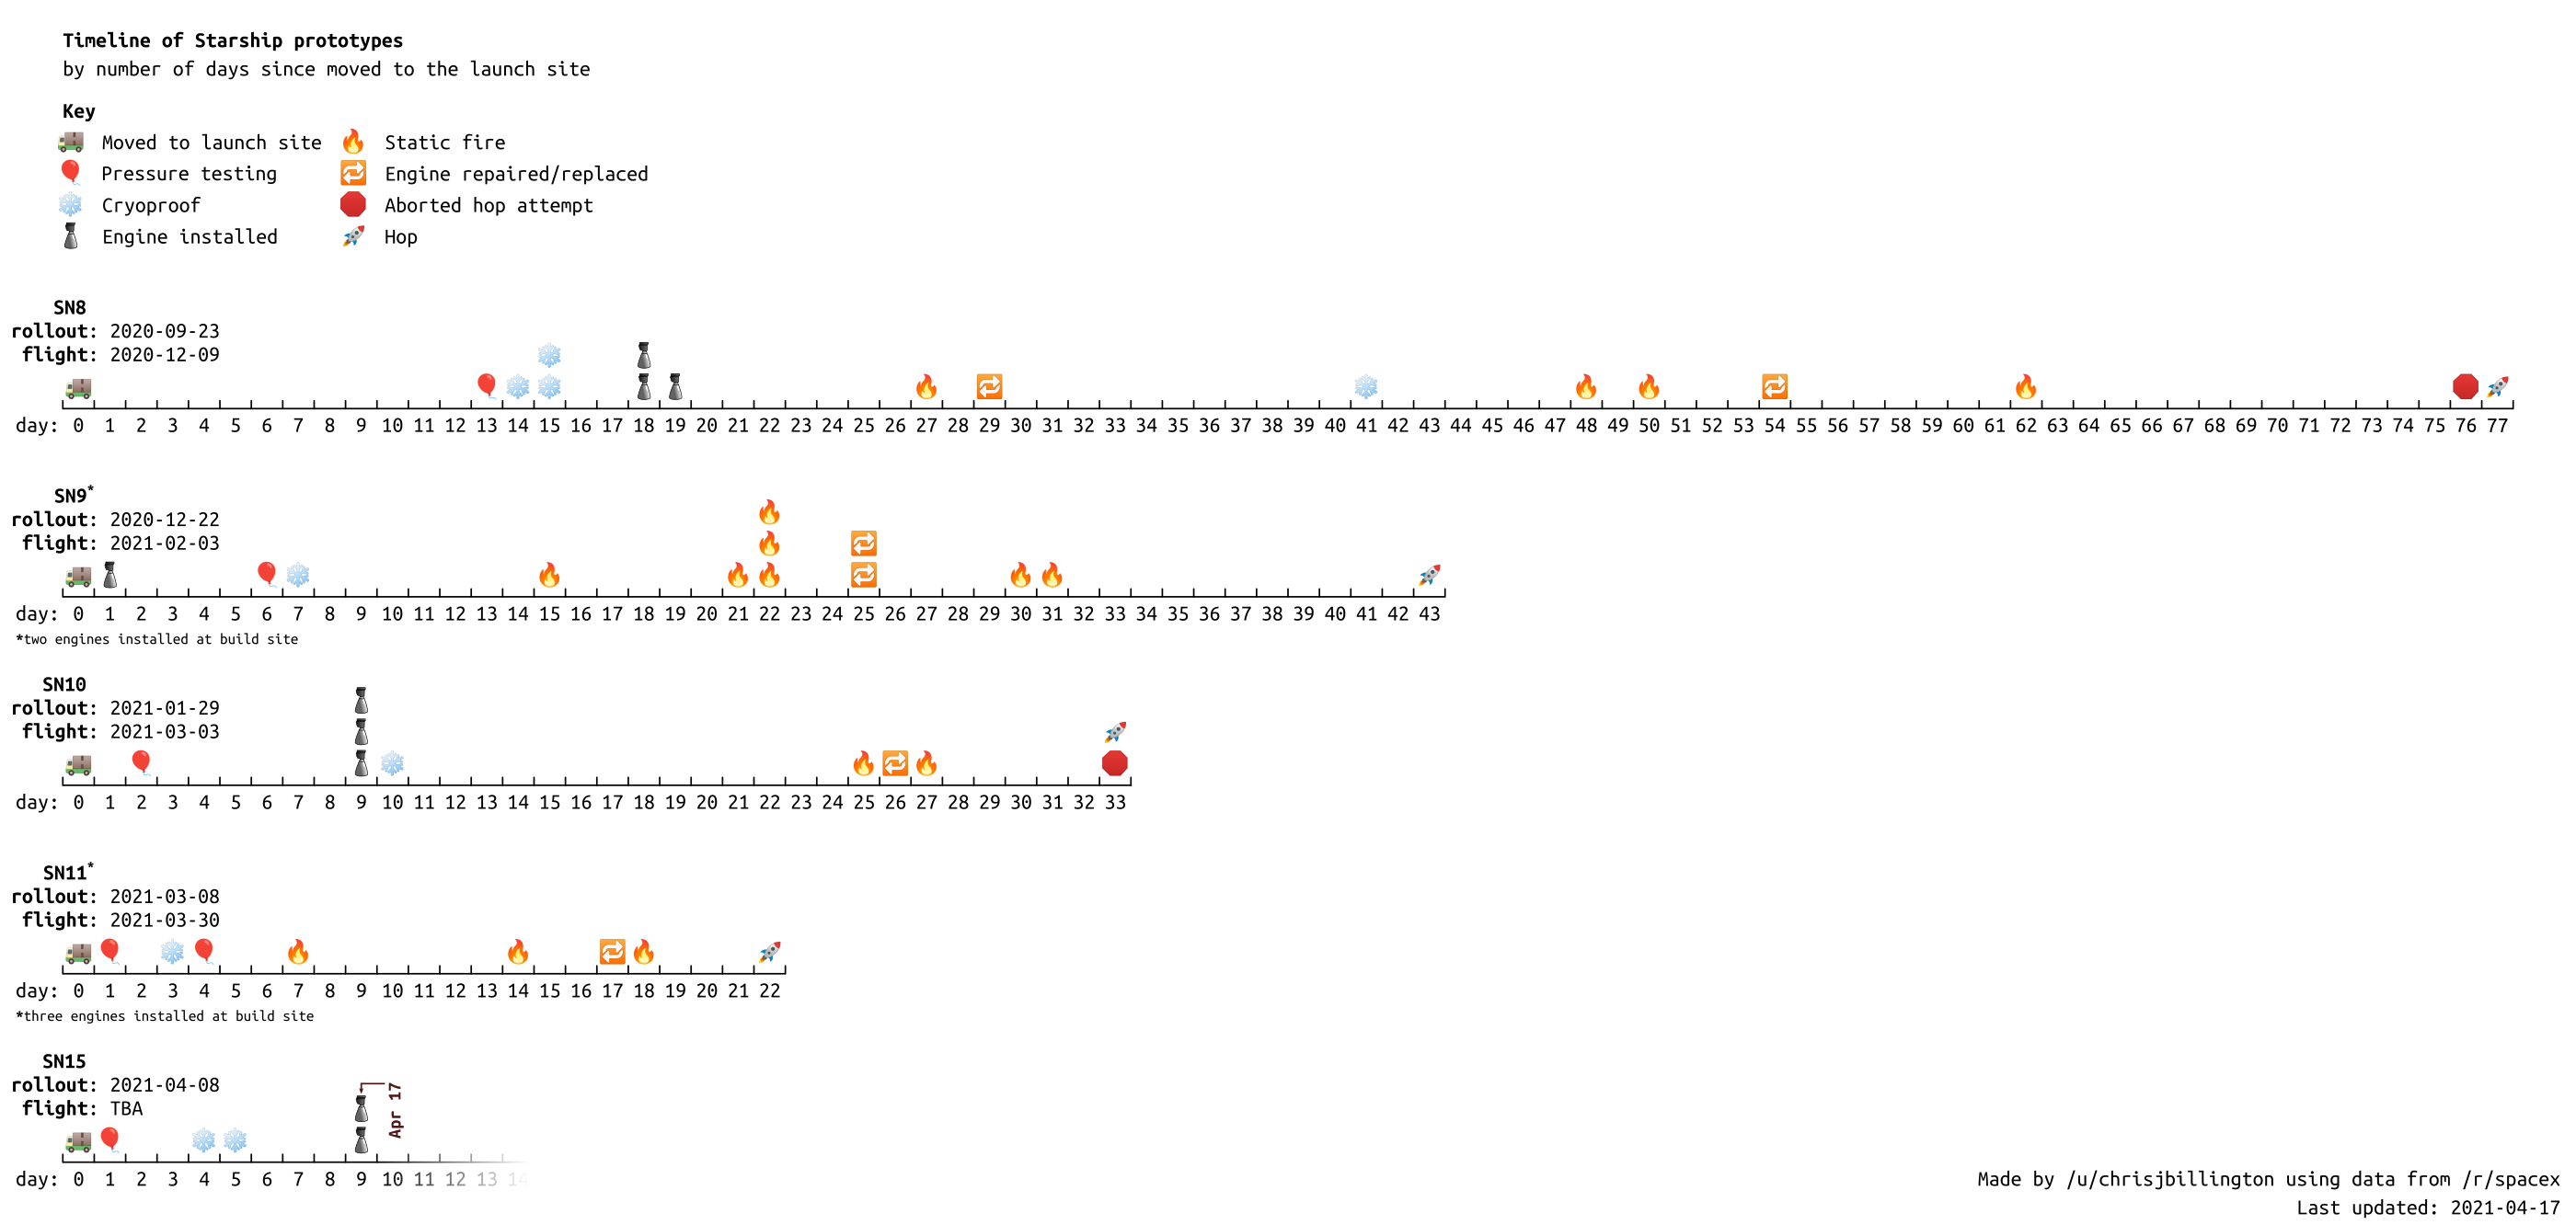 Timeline of Starship prototypes
by number of days since moved to the launch site
Key
Moved to launch site
Static fire
Pressure testing
Engine repaired/replaced
Cryoproof
Aborted hop attempt
Engine installed
Hop
SN8
rollout: 2020-09-23
flight: 2020-12-09
day: 0 1 2 3 4 5 6 7 8 9 10 11 12 13 14 15 16 17 18 19 20 21 22 23 24 25 26 27 28 29 30 31 32 33 34 35 36 37 38 39 40 41 42 43 44 45 46 47 48 49 50 51 52 53 54 55 56 57 58 59 60 61 62 63 64 65 66 67 68 69 70 71 72 73 74 75 76 77
SN9*
rollout: 2020-12-22
flight: 2021-02-03
day: 0 1 2 3 4 5 6 7 8 9 10 11 12 13 14 15 16 17 18 19 20 21 22 23 24 25 26 27 28 29 30 31 32 33 34 35 36 37 38 39 40 41 42 43
*two engines installed at build site
SN10
rollout: 2021-01-29
flight: 2021-03-03
day: 0 1 2 3 4 5 6 7 8 9 10 11 12 13 14 15 16 17 18 19 20 21 22 23 24 25 26 27 28 29 30 31 32 33
SN11*
rollout: 2021-03-08
flight: 2021-03-30
day: 0 1 2 3 4 5 6 7 8 9 10 11 12 13 14 15 16 17 18 19 20 21 22
*three engines installed at build site
SN15
rollout: 2021-04-08
flight: TBA
Apr 17
day: 0 1 2 3 4 5 6 7 8 9 10 11 12 13 14
Made by /u/chrisjbillington using data from /r/spacex
Last updated: 2021-04-17